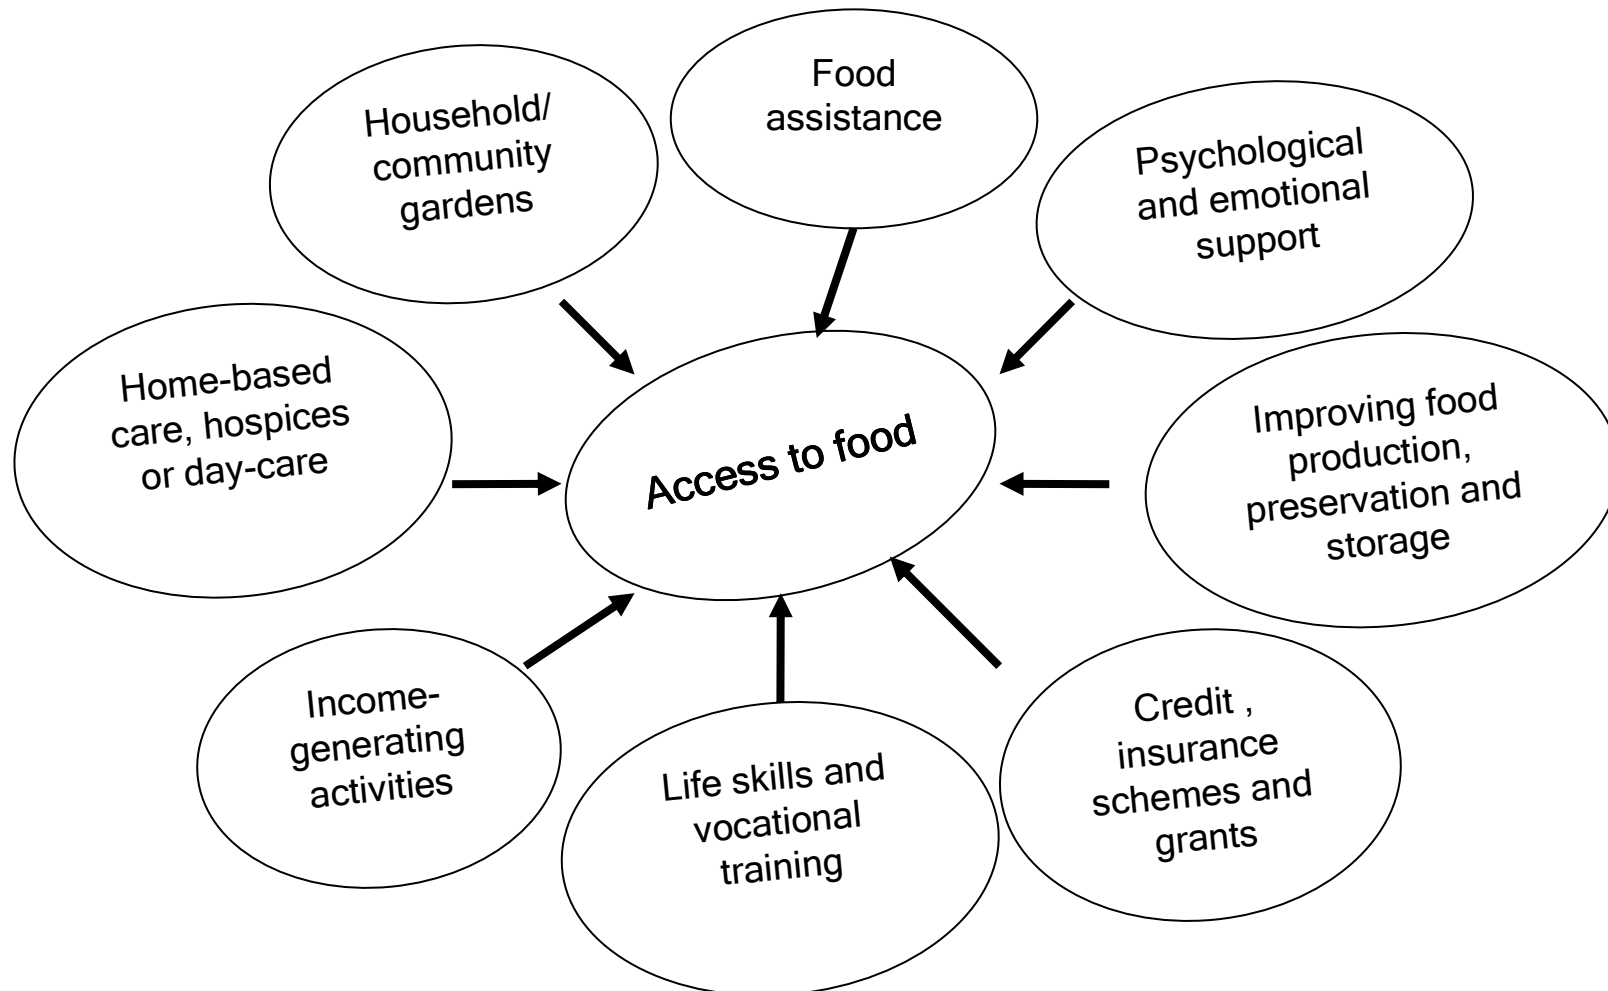 Food
assistance
Household/
community
gardens
Psychological
and emotional
support
Home-based
care, hospices
or day-care
Access to food
Improving food
production,
preservation and
storage
Income-
generating
activities
Life skills and
vocational
training
Credit ,
insurance
schemes and
grants